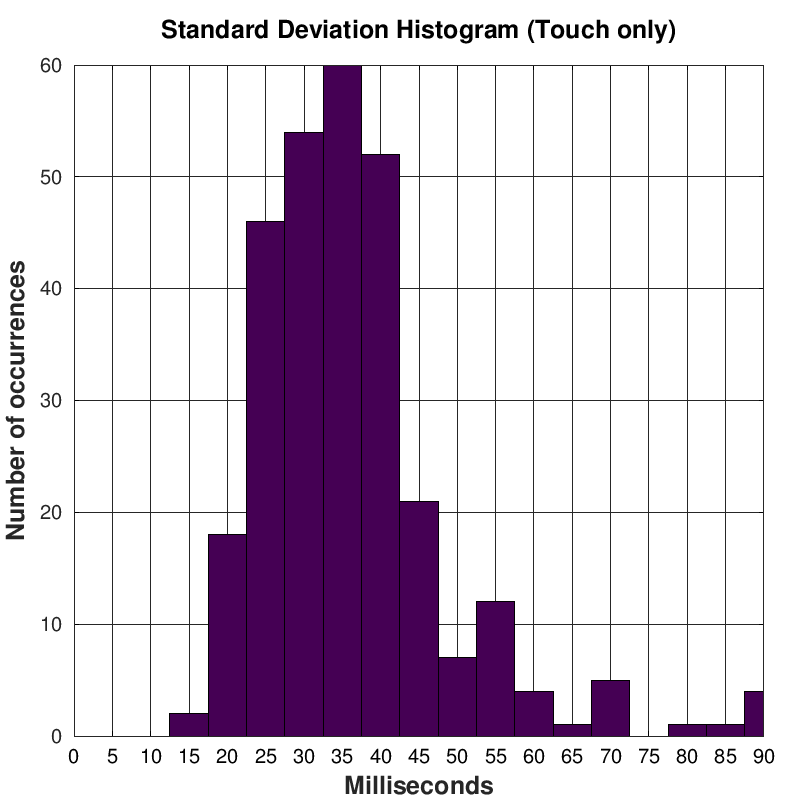 Standard Deviation Histogram (Touch only)
60
50
40
30
20
10
0
Number of occurrences
0 5 10 15 20 25 30 35 40 45 50 55 60 65 70 75 80 85 90
Milliseconds